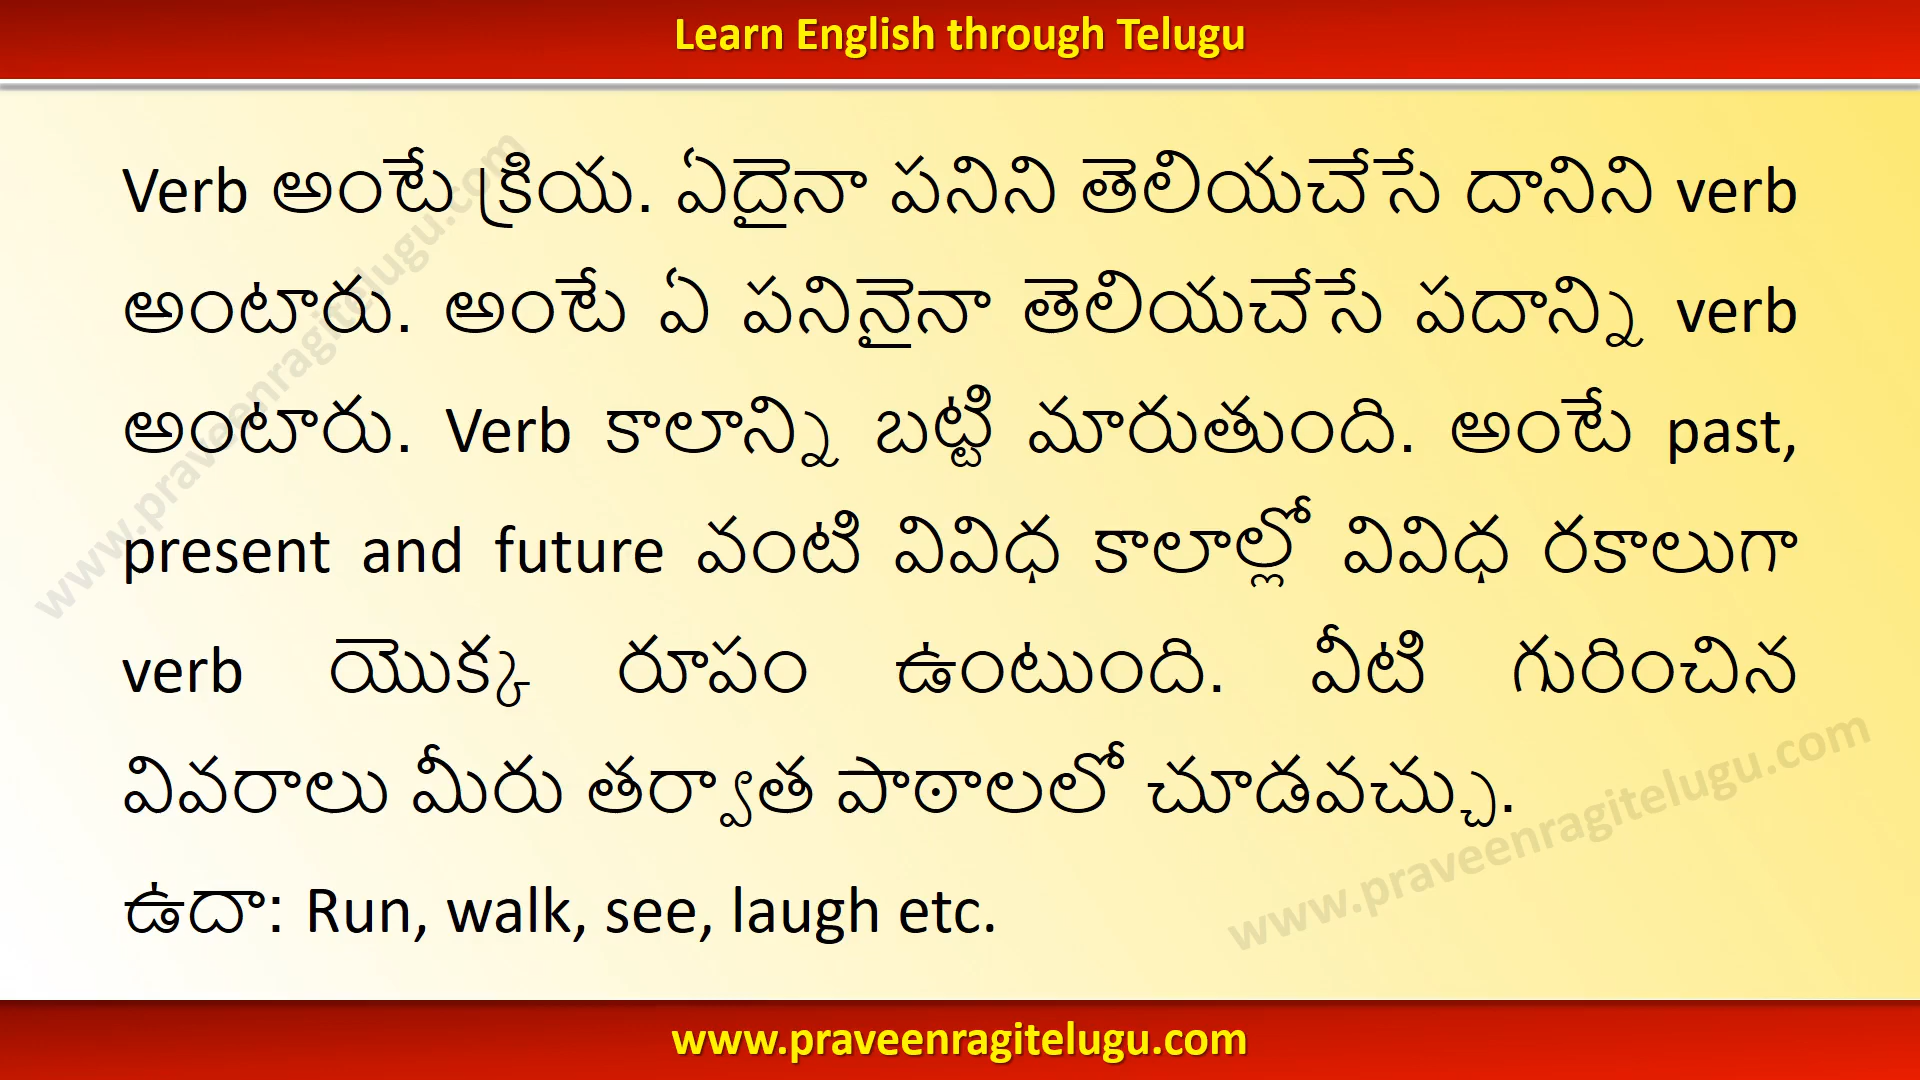 Learn English through Telugu
Verb అంటే క్రియ. ఏదైనా పనిని తెలియచేసే దానిని verb
అంటారు. అంటే ఏ పనినైనా తెలియచేసే పదాన్ని verb
అంటారు. Verb కాలాన్ని బట్టి మారుతుంది. అంటే past,
present and future వంటి వివిధ కాలాల్లో వివిధ రకాలుగా
verb యొక్క రూపం ఉంటుంది. వీటి గురించిన
వివరాలు మీరు తర్వాత పాఠాలలో చూడవచ్చు.
ఉదా: Run, walk, see, laugh etc.
www.praveenragitelugu.com
www.praveenragitelugu.com
www.praveenragitelugu.com